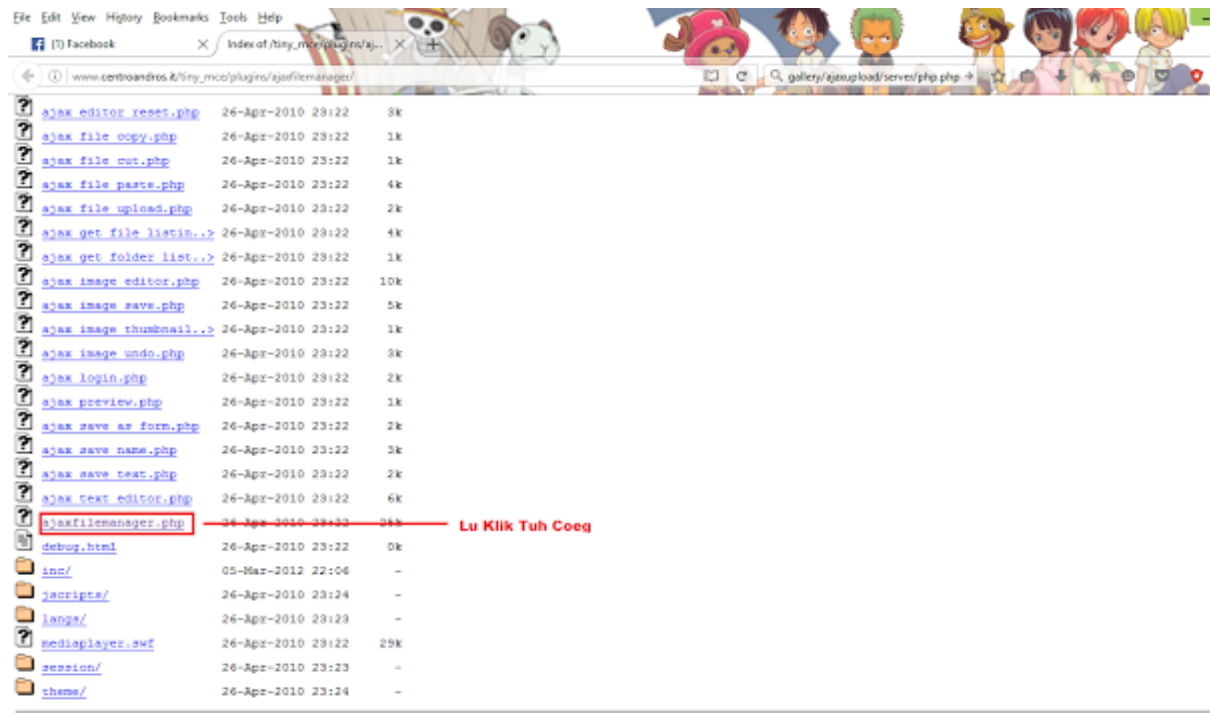 File Edit View History Bookmarks Tools Help
(1) Facebook
Index of /tiny_mce/plugins/aj...
www.centroandros.it/tiny_mce/plugins/ajaxfilemanager/
gallery/ajaxupload/server/php.php
ajax_editor_reset.php 26-Apr-2010 23:22 3k
ajax_file_copy.php 26-Apr-2010 23:22 1k
ajax_file_cut.php 26-Apr-2010 23:22 1k
ajax_file_paste.php 26-Apr-2010 23:22 4k
ajax_file_upload.php 26-Apr-2010 23:22 2k
ajax_get_file_listin..> 26-Apr-2010 23:22 4k
ajax_get_folder_list..> 26-Apr-2010 23:22 1k
ajax_image_editor.php 26-Apr-2010 23:22 10k
ajax_image_save.php 26-Apr-2010 23:22 5k
ajax_image_thumbnail..> 26-Apr-2010 23:22 1k
ajax_image_undo.php 26-Apr-2010 23:22 3k
ajax_login.php 26-Apr-2010 23:22 2k
ajax_preview.php 26-Apr-2010 23:22 1k
ajax_save_as_form.php 26-Apr-2010 23:22 2k
ajax_save_name.php 26-Apr-2010 23:22 3k
ajax_save_text.php 26-Apr-2010 23:22 2k
ajax_text_editor.php 26-Apr-2010 23:22 6k
ajaxfilemanager.php 26-Apr-2010 23:22 Lu Klik Tuh Coeg
debug.html 26-Apr-2010 23:22 0k
inc/ 05-Mar-2012 22:06 -
jscripts/ 26-Apr-2010 23:24 -
langs/ 26-Apr-2010 23:23 -
mediaplayer.swf 26-Apr-2010 23:22 29k
session/ 26-Apr-2010 23:23 -
theme/ 26-Apr-2010 23:24 -